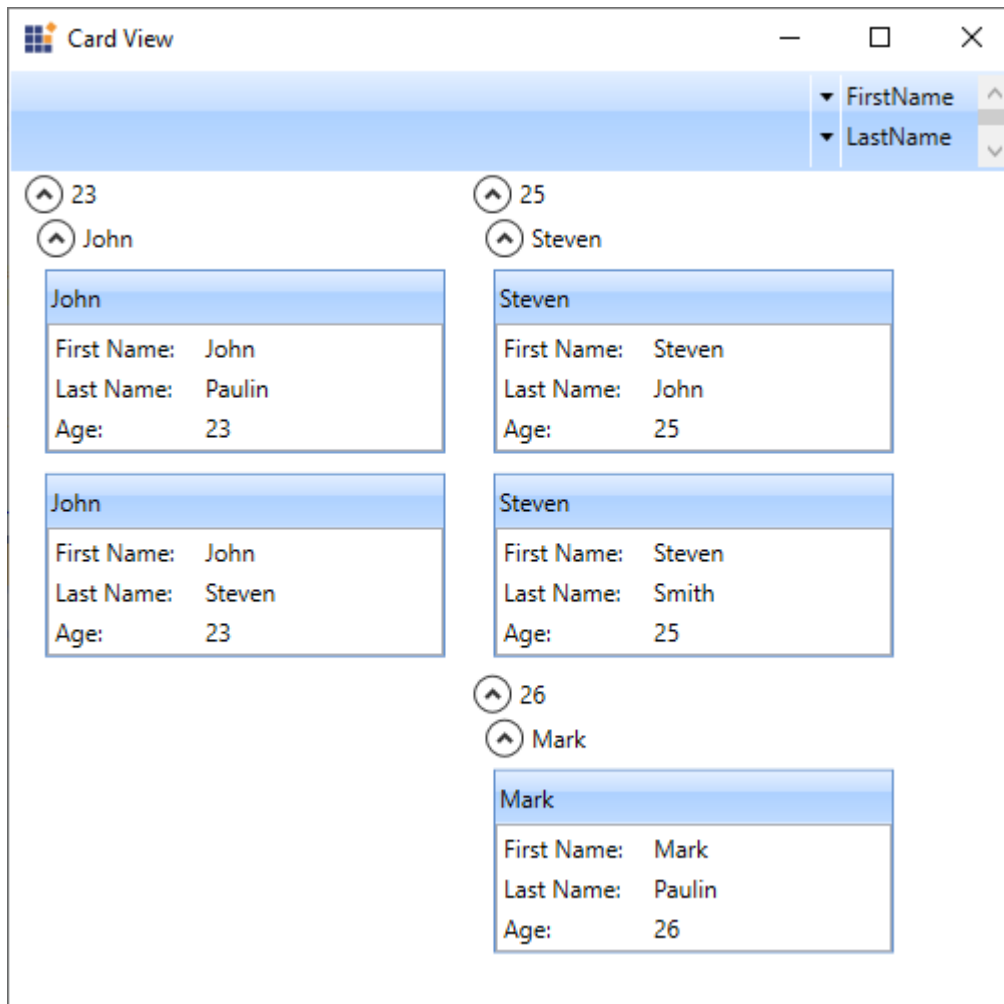 Card View
FirstName
LastName
23
John
John
First Name: John
Last Name: Paulin
Age: 23
John
First Name: John
Last Name: Steven
Age: 23
25
Steven
Steven
First Name: Steven
Last Name: John
Age: 25
Steven
First Name: Steven
Last Name: Smith
Age: 25
26
Mark
Mark
First Name: Mark
Last Name: Paulin
Age: 26